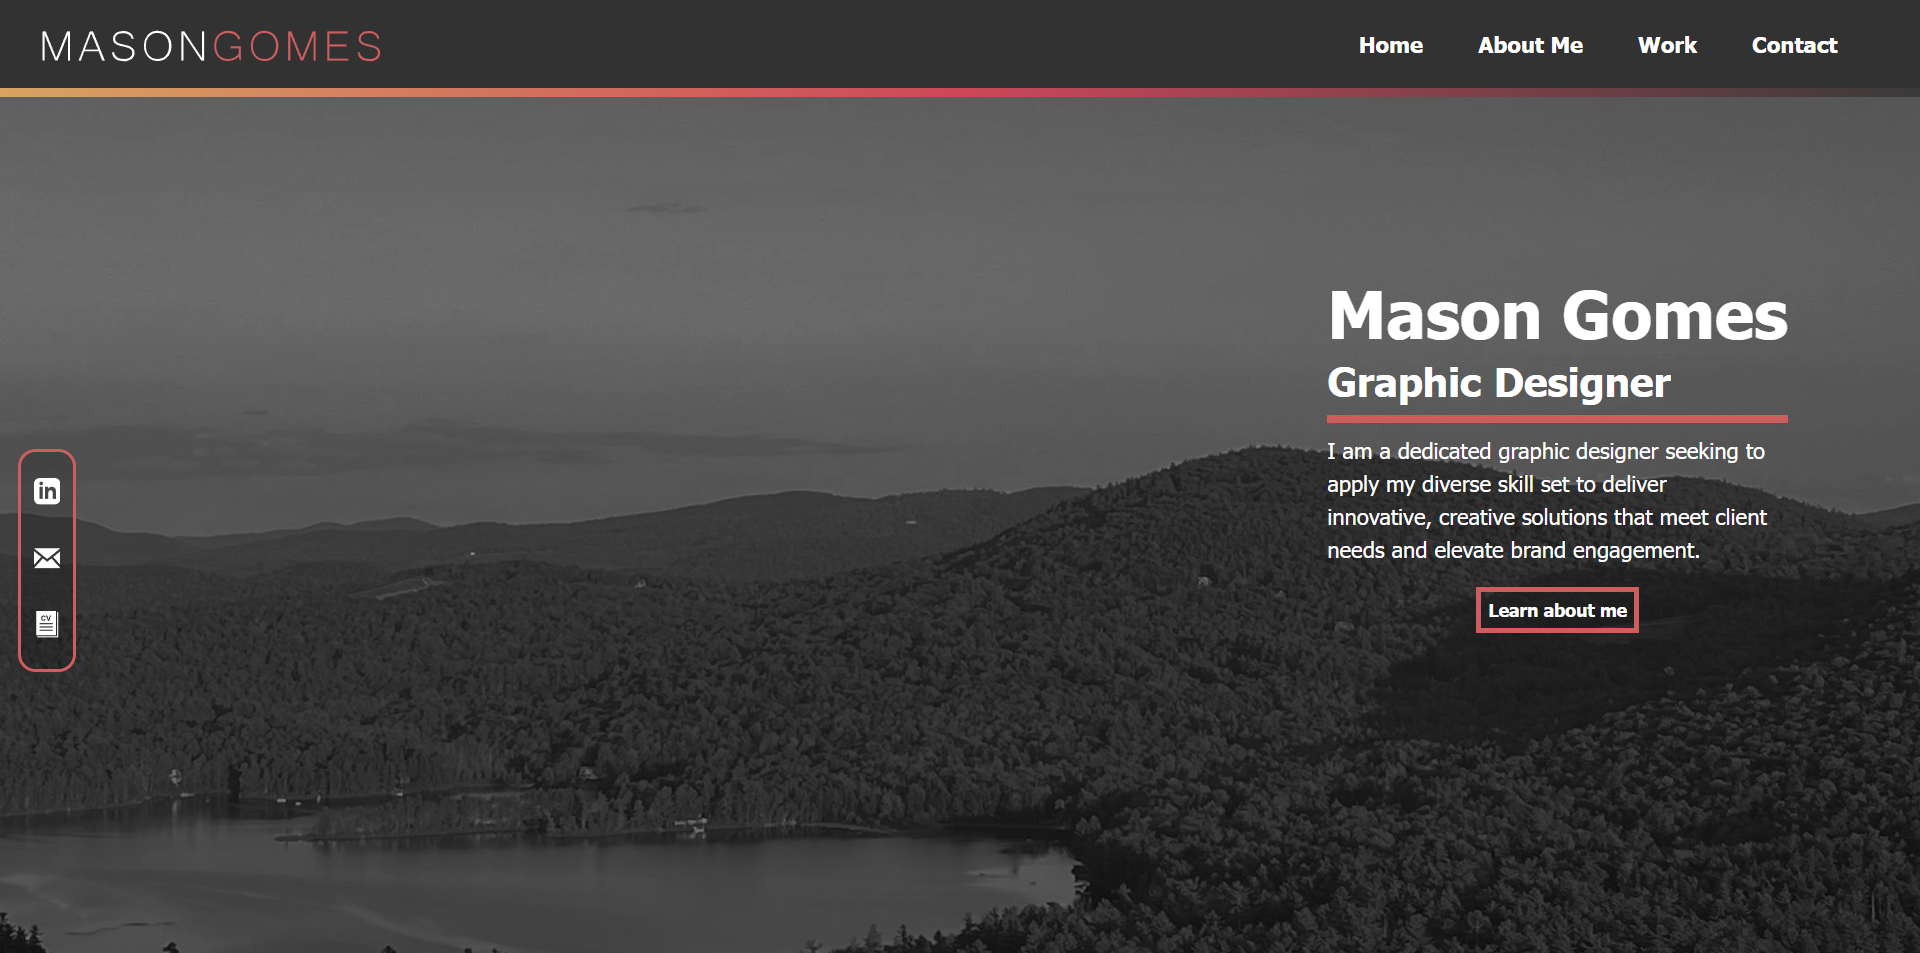 MASONGOMES
Home About Me Work Contact
Mason Gomes
Graphic Designer
I am a dedicated graphic designer seeking to
apply my diverse skill set to deliver
innovative, creative solutions that meet client
needs and elevate brand engagement.
in
CV
Learn about me